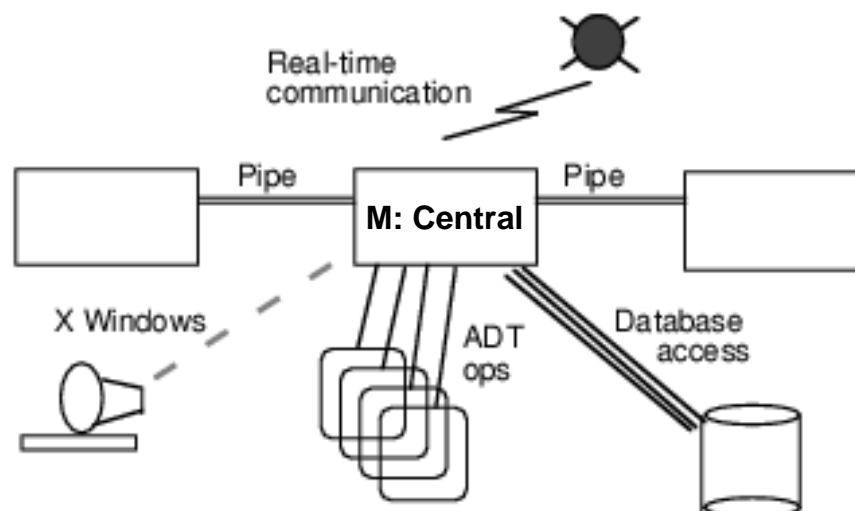 Real-time
communication
Pipe
Pipe
M: Central
X Windows
ADT
ops
Database
access